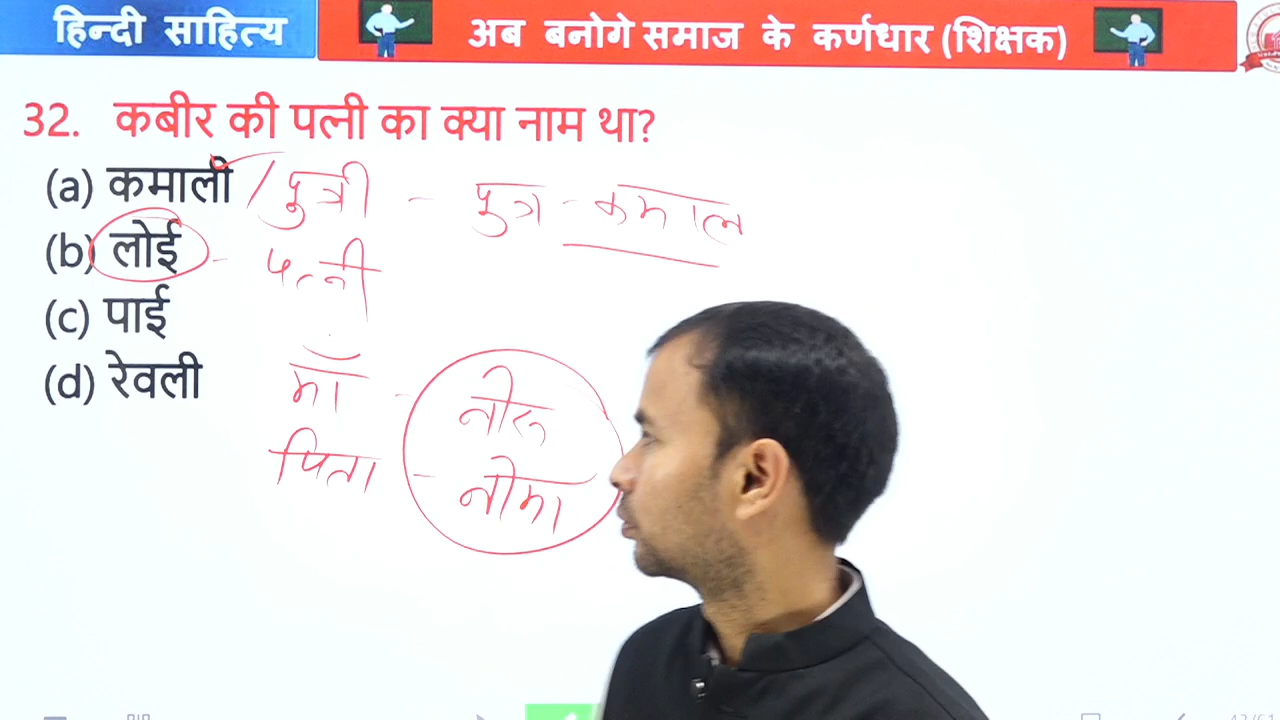 हिन्दी साहित्य
अब बनोगे समाज के कर्णधार (शिक्षक)
32. कबीर की पत्नी का क्या नाम था?
(a) कमाली / पुत्री - पुत्र - कमाल
(b) लोई - पत्नी
(c) पाई
(d) रेवली
माँ - नीरू
पिता - नीमा